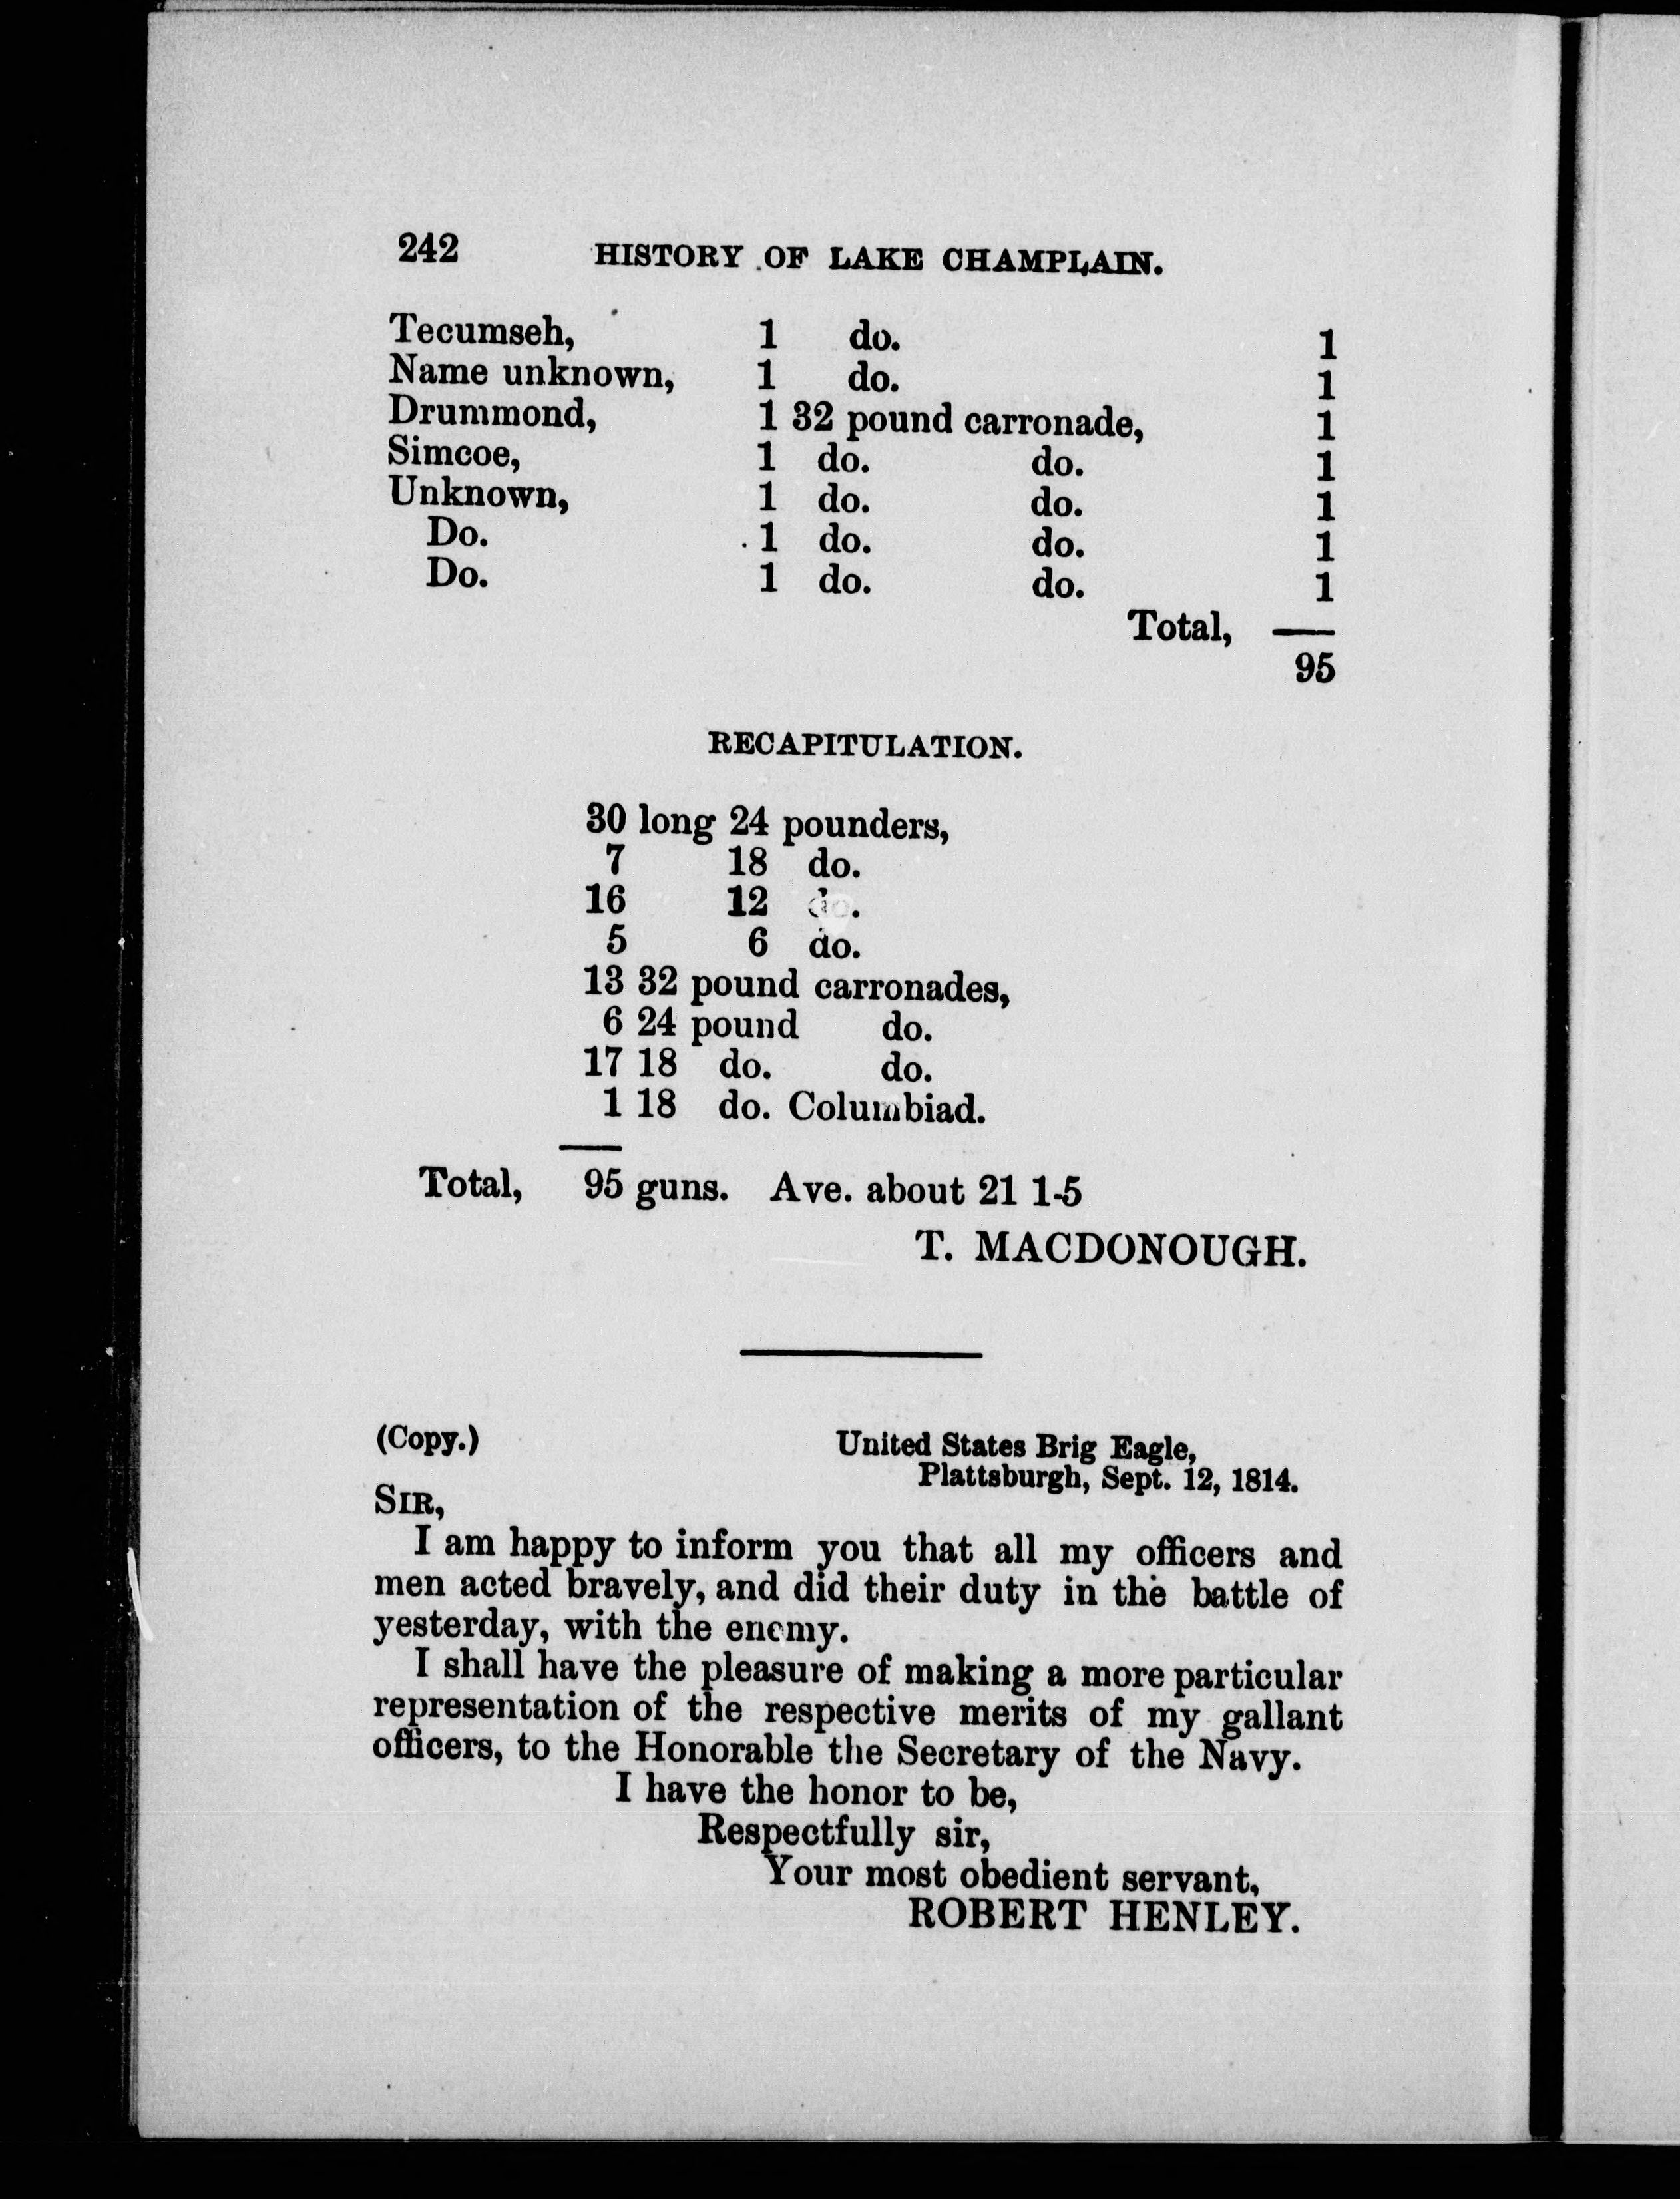 242 HISTORY OF LAKE CHAMPLAIN.
Tecumseh, 1 do. 1
Name unknown, 1 do. 1
Drummond, 1 32 pound carronade, 1
Simcoe, 1 do. do. 1
Unknown, 1 do. do. 1
Do. 1 do. do. 1
Do. 1 do. do. 1
Total,
95
RECAPITULATION.
30 long 24 pounders,
7 18 do.
16 12 do.
5 6 do.
13 32 pound carronades,
6 24 pound do.
17 18 do. do.
1 18 do. Columbiad.
Total, 95 guns. Ave. about 21 1-5
T. MACDONOUGH.
(Copy.) United States Brig Eagle,
Plattsburgh, Sept. 12, 1814.
SIR,
I am happy to inform you that all my officers and
men acted bravely, and did their duty in the battle of
yesterday, with the enemy.
I shall have the pleasure of making a more particular
representation of the respective merits of my gallant
officers, to the Honorable the Secretary of the Navy.
I have the honor to be,
Respectfully sir,
Your most obedient servant,
ROBERT HENLEY.